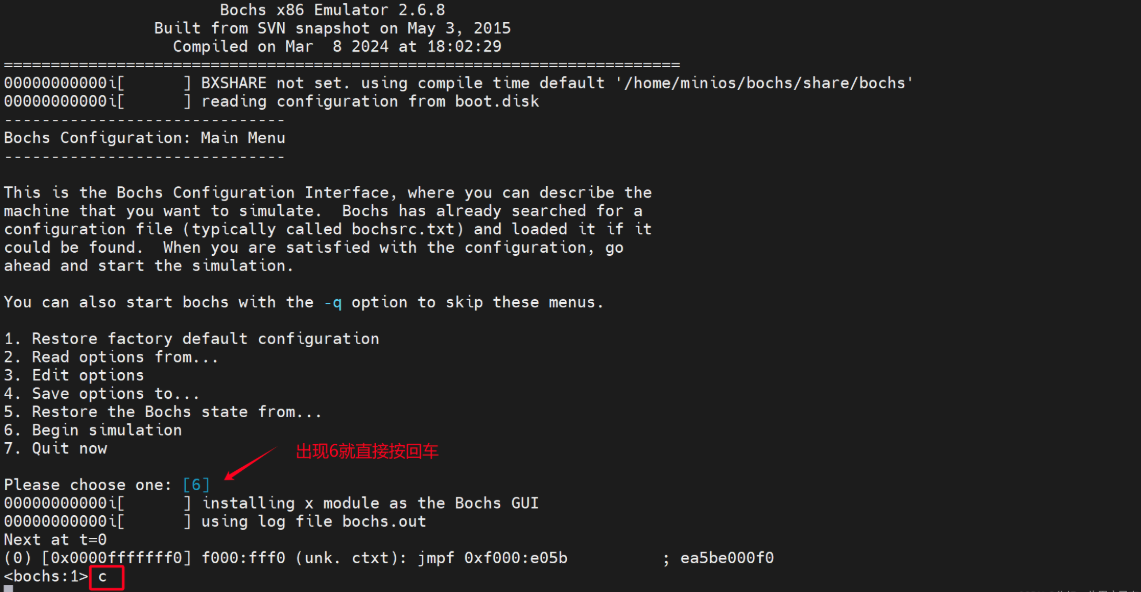 Bochs x86 Emulator 2.6.8
Built from SVN snapshot on May 3, 2015
Compiled on Mar  8 2024 at 18:02:29
========================================================================
00000000000i[      ] BXSHARE not set. using compile time default '/home/minios/bochs/share/bochs'
00000000000i[      ] reading configuration from boot.disk
------------------------------
Bochs Configuration: Main Menu
------------------------------
This is the Bochs Configuration Interface, where you can describe the
machine that you want to simulate.  Bochs has already searched for a
configuration file (typically called bochsrc.txt) and loaded it if it
could be found.  When you are satisfied with the configuration, go
ahead and start the simulation.
You can also start bochs with the -q option to skip these menus.
1. Restore factory default configuration
2. Read options from...
3. Edit options
4. Save options to...
5. Restore the Bochs state from...
6. Begin simulation
7. Quit now
出现6就直接按回车
Please choose one: [6]
00000000000i[      ] installing x module as the Bochs GUI
00000000000i[      ] using log file bochs.out
Next at t=0
(0) [0x0000fffffff0] f000:fff0 (unk. ctxt): jmpf 0xf000:e05b          ; ea5be000f0
<bochs:1> c